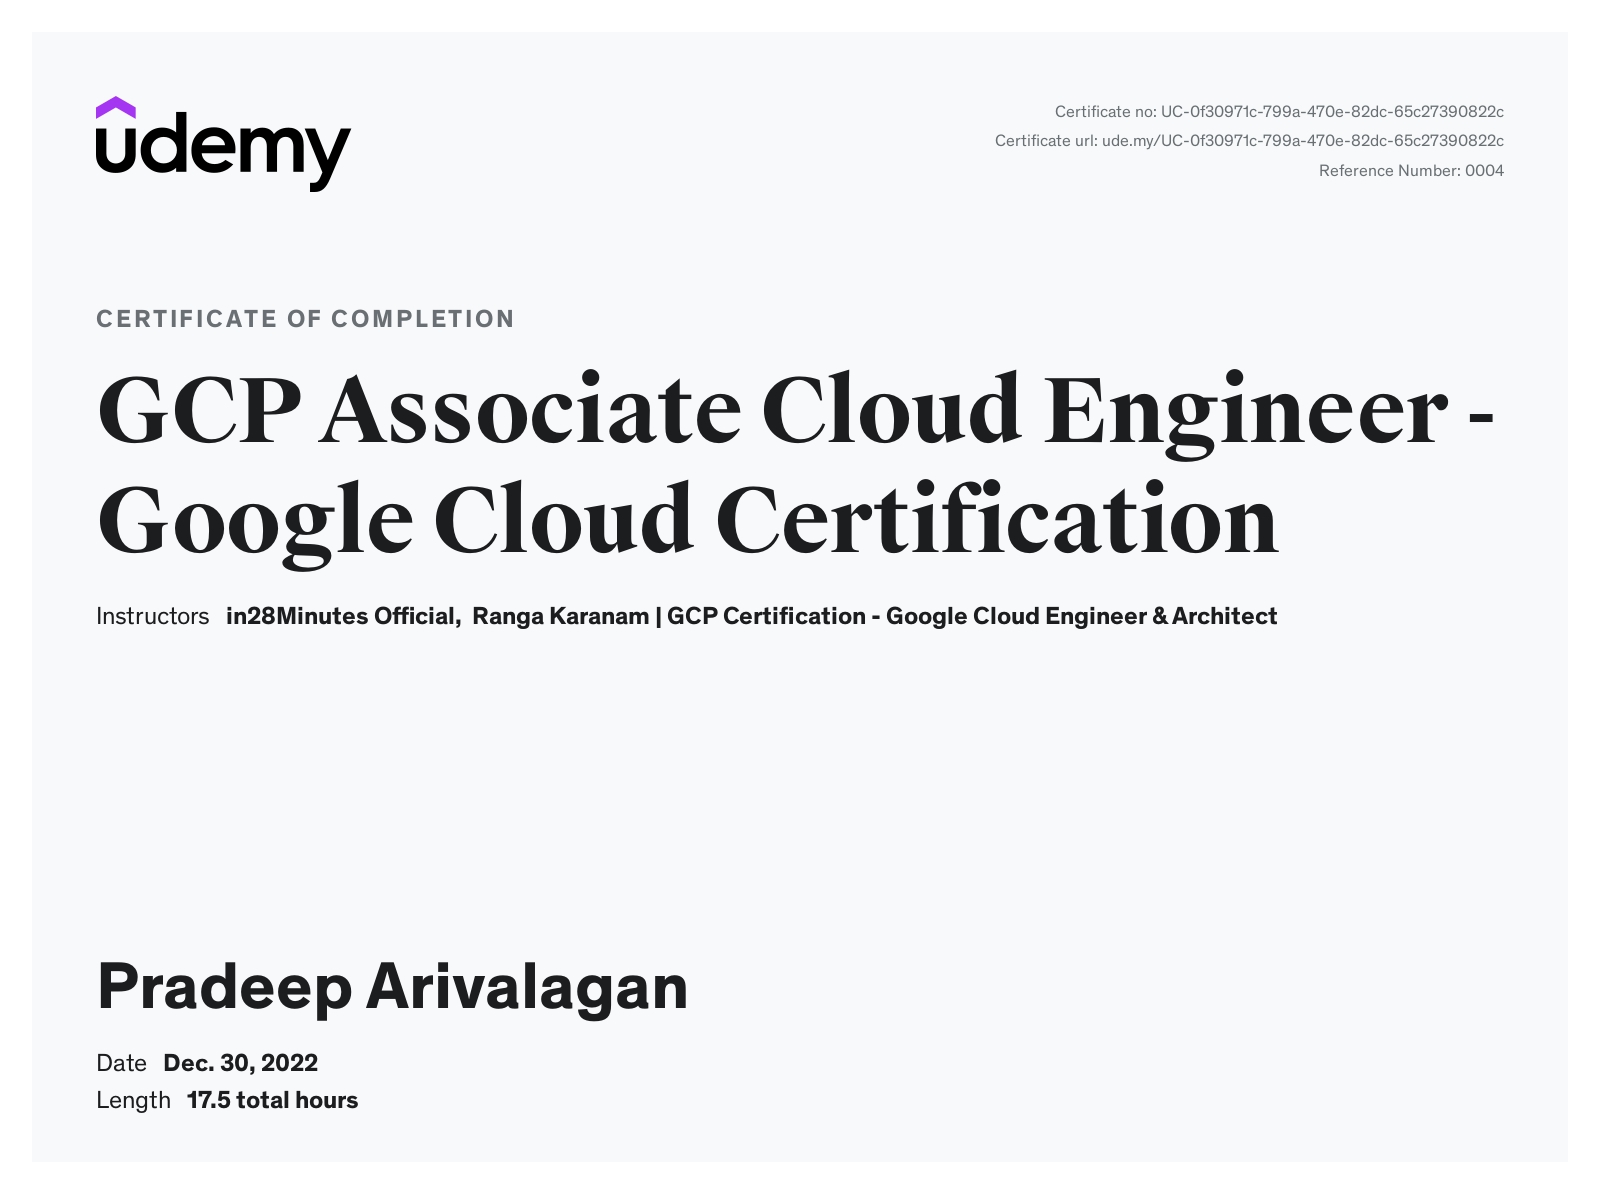 udemy
Certificate no: UC-0f30971c-799a-470e-82dc-65c27390822c
Certificate url: ude.my/UC-0f30971c-799a-470e-82dc-65c27390822c
Reference Number: 0004
CERTIFICATE OF COMPLETION
GCP Associate Cloud Engineer -
Google Cloud Certification
Instructors in28Minutes Official, Ranga Karanam | GCP Certification - Google Cloud Engineer & Architect
Pradeep Arivalagan
Date Dec. 30, 2022
Length 17.5 total hours